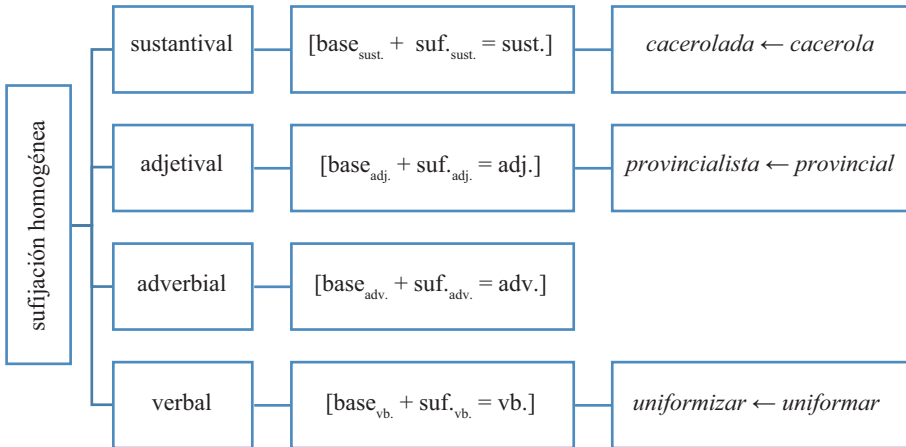 sustantival
[base sust. + suf. sust. = sust.]
cacerolada ← cacerola
sufijación homogénea
adjetival
[base adj. + suf. adj. = adj.]
provincialista ← provincial
adverbial
[base adv. + suf. adv. = adv.]
verbal
[base vb. + suf. vb. = vb.]
uniformizar ← uniformar